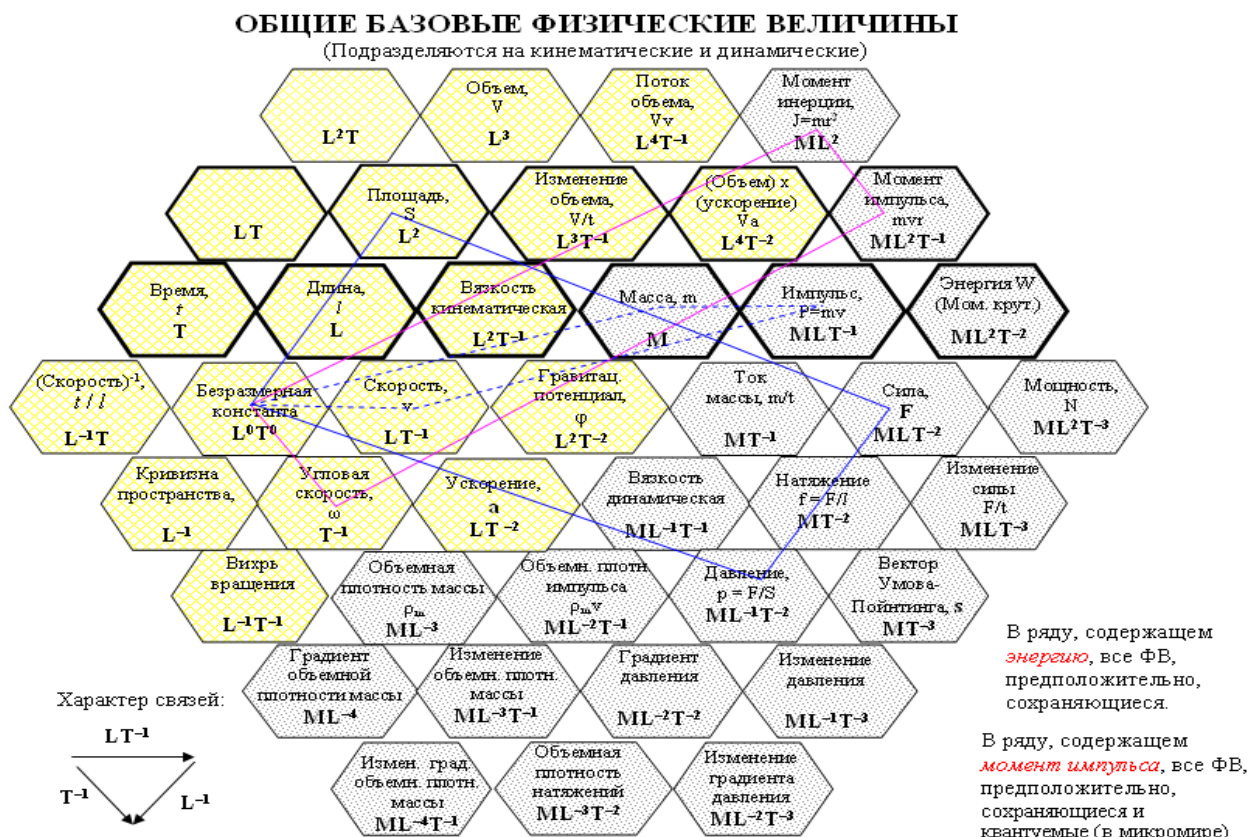 ОБЩИЕ БАЗОВЫЕ ФИЗИЧЕСКИЕ ВЕЛИЧИНЫ
(Подразделяются на кинематические и динамические)
L²T
Объем,
V
L³
Поток
объема,
Vv
L⁴T⁻¹
Момент
инерции,
J=mr²
ML²
LT
Площадь,
S
L²
Изменение
объема,
V/t
L³T⁻¹
(Объем) x
(ускорение)
Va
L⁴T⁻²
Момент
импульса,
mvr
ML²T⁻¹
Время,
t
T
Длина,
l
L
Вязкость
кинематическая
L²T⁻¹
Масса, m
M
Импульс,
P=mv
MLT⁻¹
Энергия W
(Мом. крут.)
ML²T⁻²
(Скорость)⁻¹,
t / l
L⁻¹T
Безразмерная
константа
L⁰T⁰
Скорость,
v
LT⁻¹
Гравитац.
потенциал,
φ
L²T⁻²
Ток
массы, m/t
MT⁻¹
Сила,
F
MLT⁻²
Мощность,
N
ML²T⁻³
Кривизна
пространства,
L⁻¹
Угловая
скорость,
ω
T⁻¹
Ускорение,
a
LT⁻²
Вязкость
динамическая
ML⁻¹T⁻¹
Натяжение
f = F/l
MT⁻²
Изменение
силы
F/t
MLT⁻³
Вихрь
вращения
L⁻¹T⁻¹
Объемная
плотность массы
ρₘ
ML⁻³
Объемн. плотн.
импульса
ρₘv
ML⁻²T⁻¹
Давление,
p = F/S
ML⁻¹T⁻²
Вектор
Умова-
Пойнтинга, s
MT⁻³
Градиент
объемной
плотности массы
ML⁻⁴
Изменение
объемн. плотн.
массы
ML⁻³T⁻¹
Градиент
давления
ML⁻²T⁻²
Изменение
давления
ML⁻¹T⁻³
Измен. град.
объемн. плотн.
массы
ML⁻⁴T⁻¹
Объемная
плотность
натяжений
ML⁻³T⁻²
Изменение
градиента
давления
ML⁻²T⁻³
Характер связей:
LT⁻¹
T⁻¹
L⁻¹
В ряду, содержащем
энергию, все ФВ,
предположительно,
сохраняющиеся.
В ряду, содержащем
момент импульса, все ФВ,
предположительно,
сохраняющиеся и
квантуемые (в микромире)